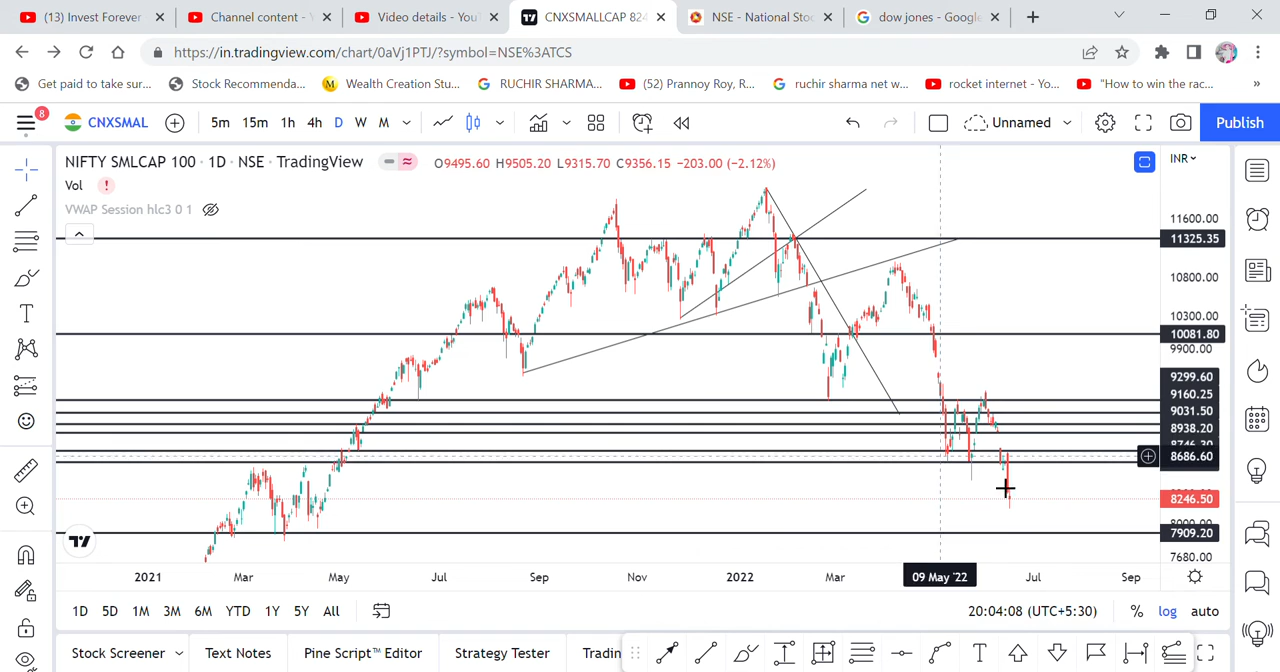 (13) Invest Forever
Channel content -
Video details - You
CNXSMALLCAP 824
NSE - National Sto
dow jones - Google
https://in.tradingview.com/chart/0aVj1PTJ/?symbol=NSE%3ATCS
Get paid to take sur...
Stock Recommenda...
Wealth Creation Stu...
RUCHIR SHARMA...
(52) Prannoy Roy, R...
ruchir sharma net w...
rocket internet - Yo...
"How to win the rac...
»
8
CNXSMAL
5m 15m 1h 4h D W M
Unnamed
Publish
NIFTY SMLCAP 100 · 1D · NSE · TradingView
O9495.60 H9505.20 L9315.70 C9356.15 −203.00 (−2.12%)
INR
Vol
VWAP Session hlc3 0 1
11600.00
11325.35
10800.00
10300.00
10081.80
9900.00
9299.60
9160.25
9031.50
8938.20
8746.30
8686.60
8246.50
8000.00
7909.20
7680.00
2021 Mar May Jul Sep Nov 2022 Mar 09 May '22 Jul Sep
1D 5D 1M 3M 6M YTD 1Y 5Y All
20:04:08 (UTC+5:30)
% log auto
Stock Screener
Text Notes
Pine Script™ Editor
Strategy Tester